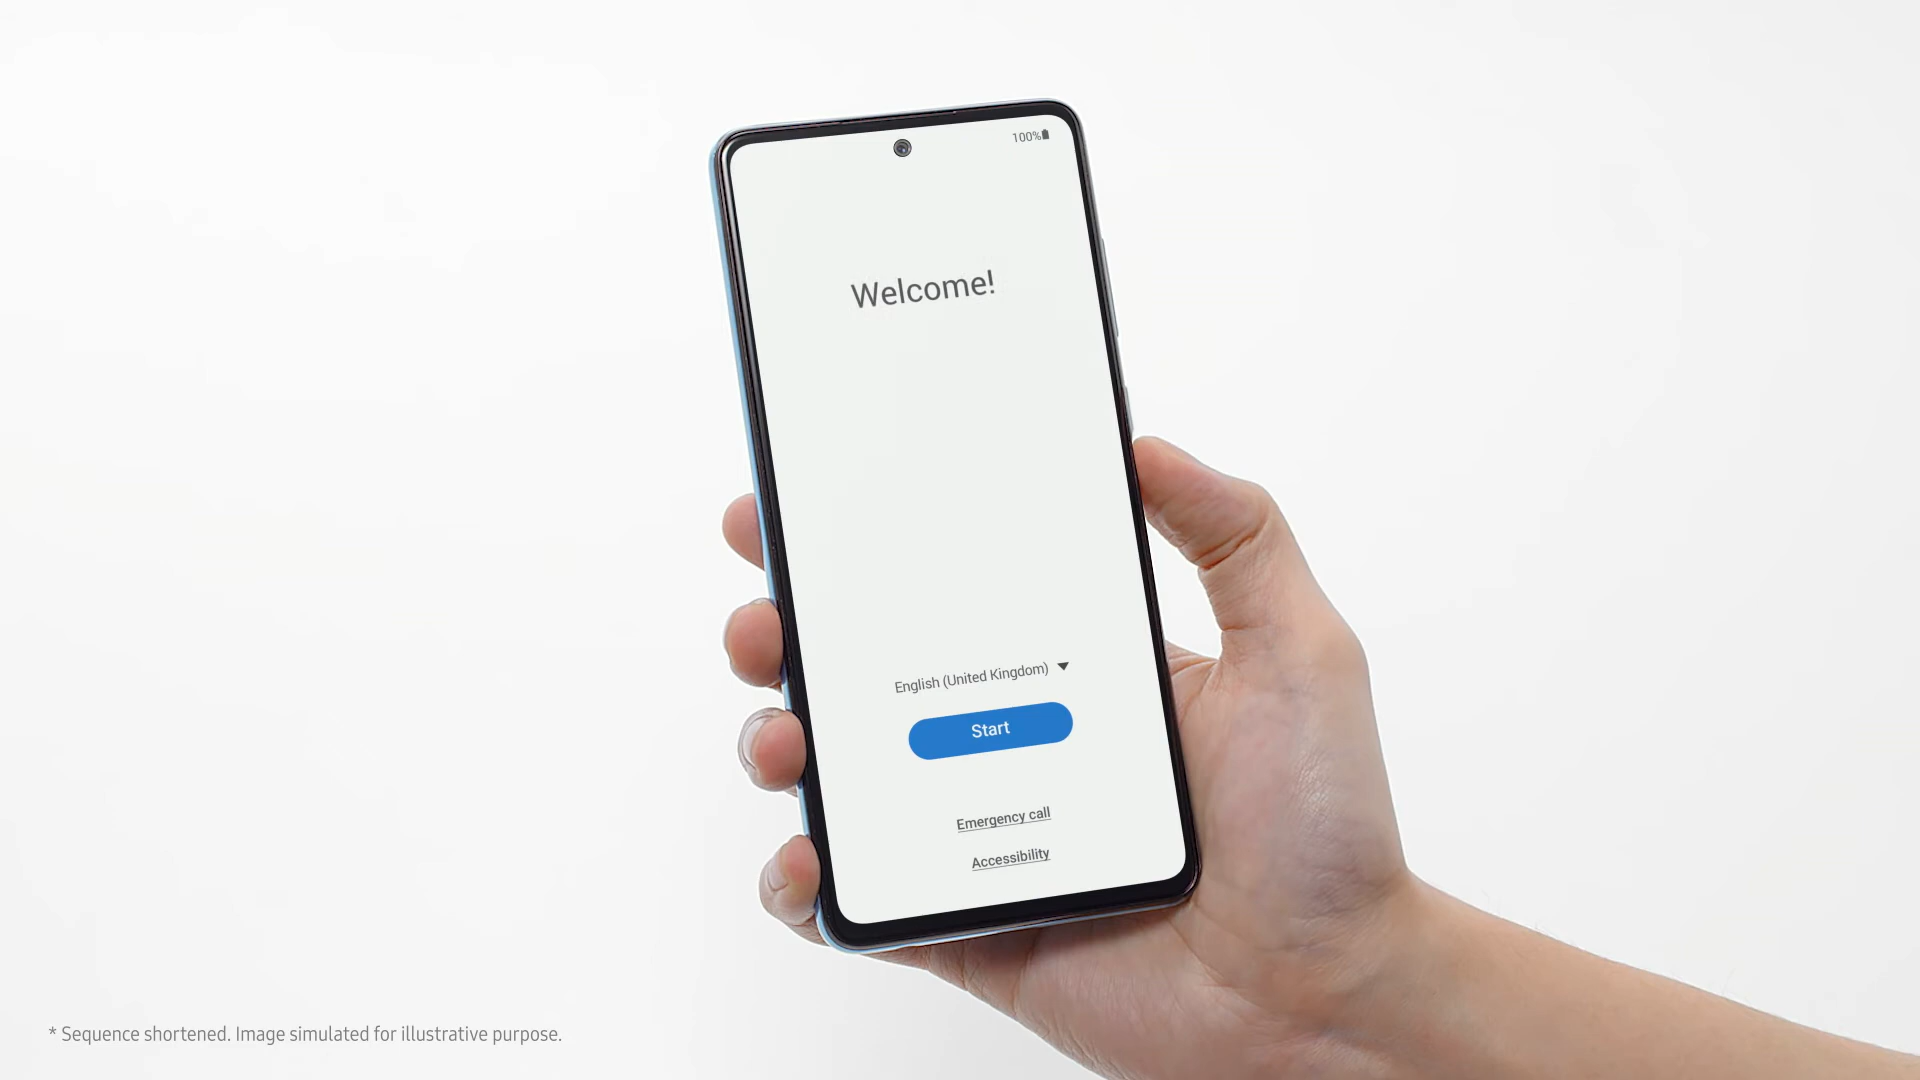 100%
Welcome!
English (United Kingdom)
Start
Emergency call
Accessibility
* Sequence shortened. Image simulated for illustrative purpose.